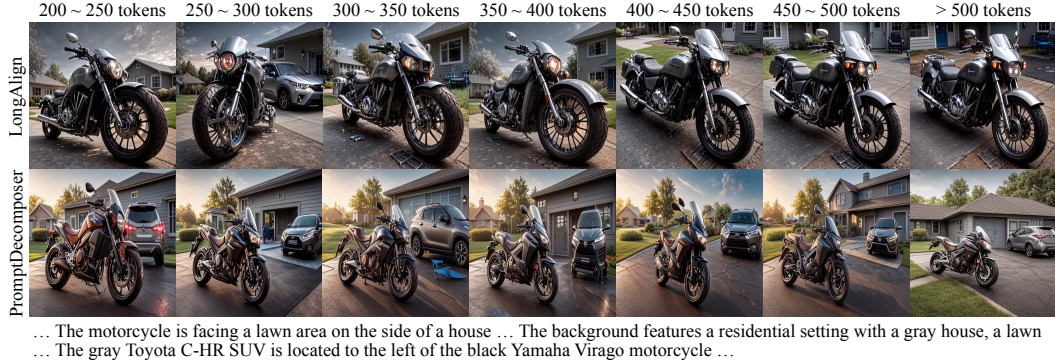 200 ~ 250 tokens 250 ~ 300 tokens 300 ~ 350 tokens 350 ~ 400 tokens 400 ~ 450 tokens 450 ~ 500 tokens > 500 tokens
LongAlign
PromptDecomposer
… The motorcycle is facing a lawn area on the side of a house … The background features a residential setting with a gray house, a lawn
… The gray Toyota C-HR SUV is located to the left of the black Yamaha Virago motorcycle …